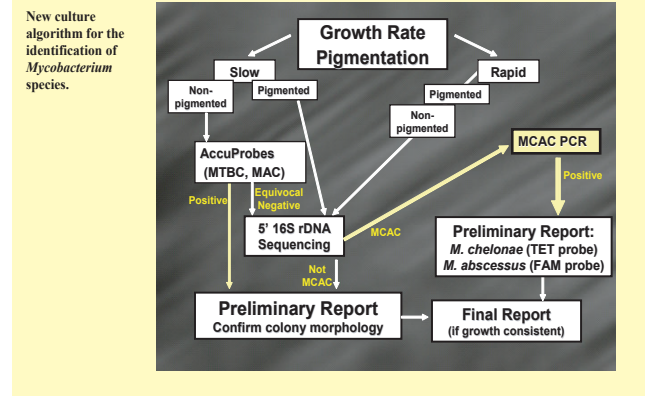 New culture
algorithm for the
identification of
Mycobacterium
species.
Growth Rate
Pigmentation
Slow
Rapid
Non-
pigmented
Pigmented
Pigmented
Non-
pigmented
MCAC PCR
AccuProbes
(MTBC, MAC)
Positive
Positive
Equivocal
Negative
5' 16S rDNA
Sequencing
MCAC
Preliminary Report:
M. chelonae (TET probe)
M. abscessus (FAM probe)
Not
MCAC
Preliminary Report
Confirm colony morphology
Final Report
(if growth consistent)